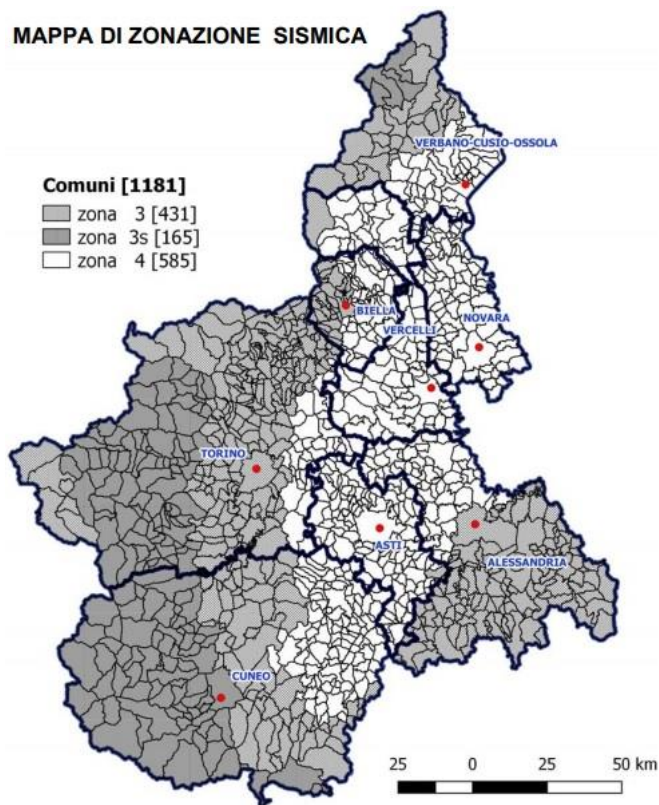 MAPPA DI ZONAZIONE SISMICA
VERBANO-CUSIO-OSSOLA
Comuni [1181]
zona 3 [431]
zona 3s [165]
zona 4 [585]
BIELLA
VERCELLI
NOVARA
TORINO
ASTI
ALESSANDRIA
CUNEO
25 0 25 50 km